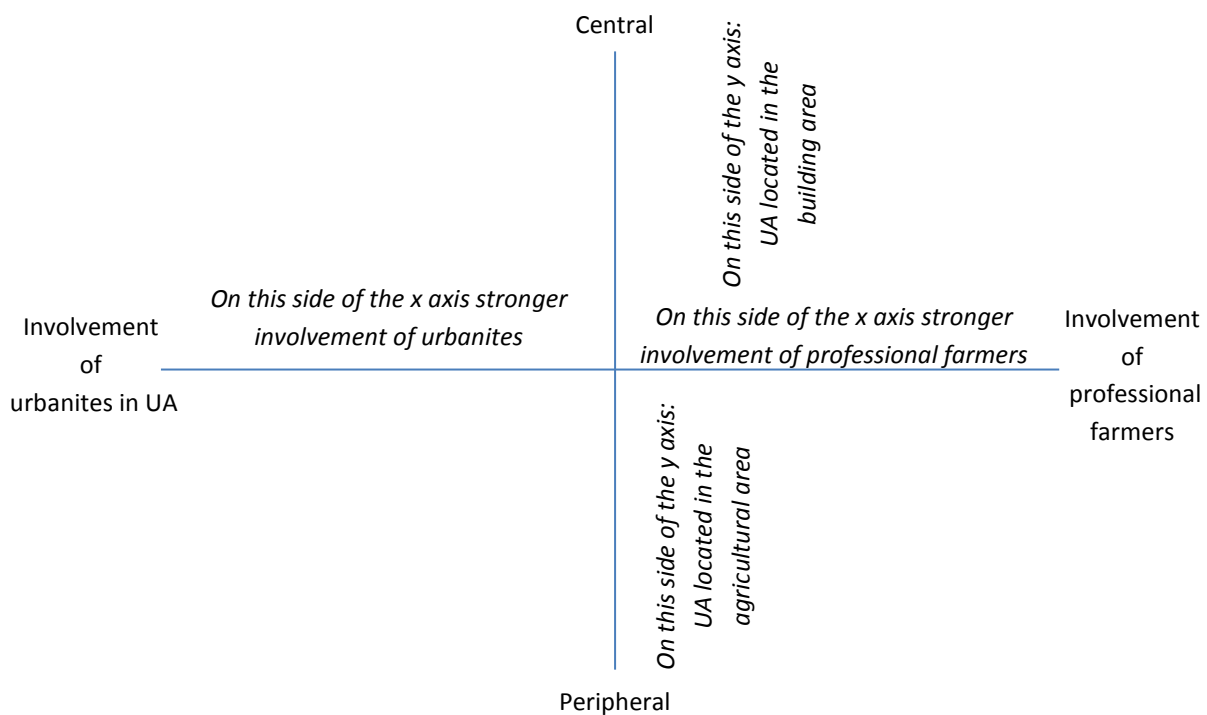 Central
On this side of the y axis:
UA located in the
building area
On this side of the x axis stronger
involvement of urbanites
On this side of the x axis stronger
involvement of professional farmers
Involvement
of
urbanites in UA
Involvement
of
professional
farmers
On this side of the y axis:
UA located in the
agricultural area
Peripheral